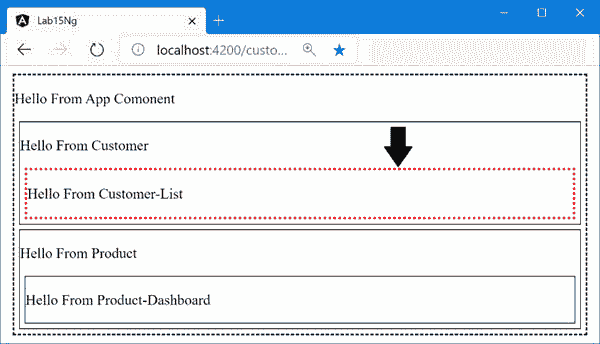 Lab15Ng
localhost:4200/custo...
Hello From App Comonent
Hello From Customer
Hello From Customer-List
Hello From Product
Hello From Product-Dashboard